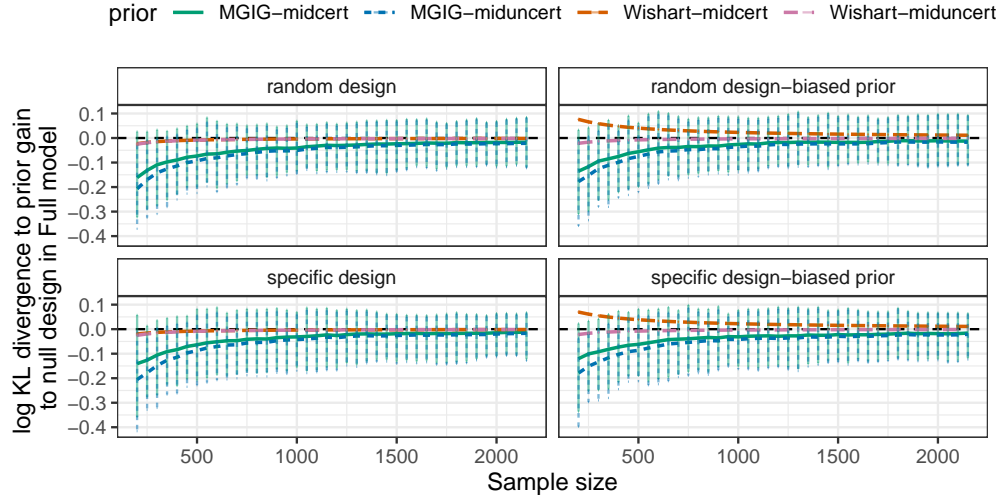 prior MGIG−midcert MGIG−miduncert Wishart−midcert Wishart−miduncert
random design random design−biased prior
0.1
0.0
−0.1
−0.2
−0.3
−0.4
specific design specific design−biased prior
0.1
0.0
−0.1
−0.2
−0.3
−0.4
500 1000 1500 2000 500 1000 1500 2000
Sample size
log KL divergence to prior gain
to null design in Full model